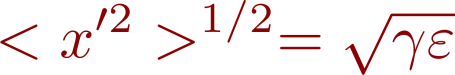 < x′² >^{1/2} = √(γε)